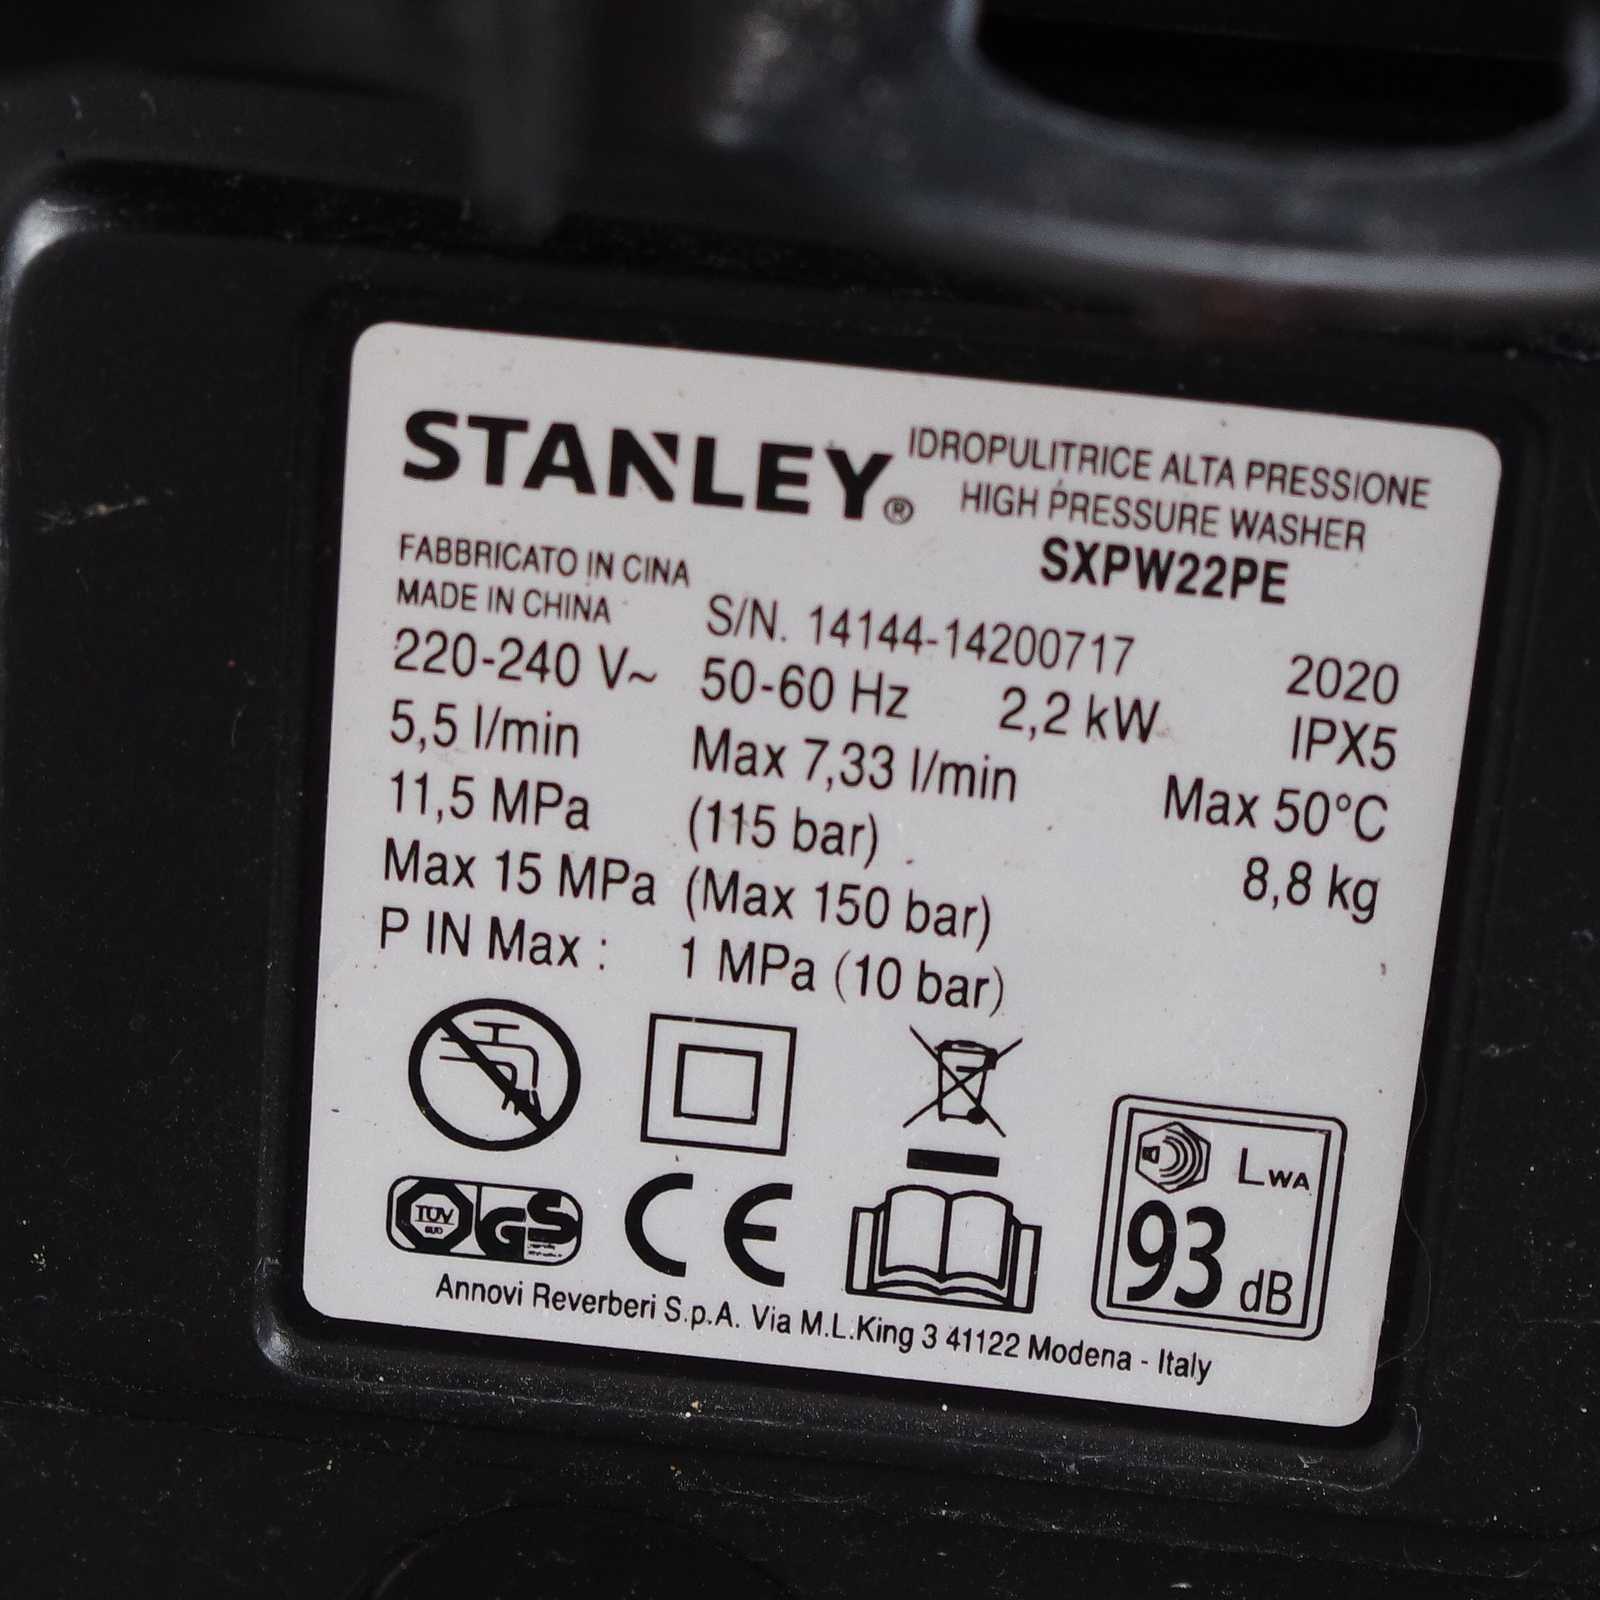 STANLEY®
IDROPULITRICE ALTA PRESSIONE
HIGH PRESSURE WASHER
SXPW22PE
FABBRICATO IN CINA
MADE IN CHINA
S/N. 14144-14200717 2020
220-240 V~ 50-60 Hz 2,2 kW IPX5
5,5 l/min Max 7,33 l/min Max 50°C
11,5 MPa (115 bar) 8,8 kg
Max 15 MPa (Max 150 bar)
P IN Max : 1 MPa (10 bar)
LWA
93 dB
TÜV
SÜD
GS
CE
Annovi Reverberi S.p.A. Via M.L.King 3 41122 Modena - Italy